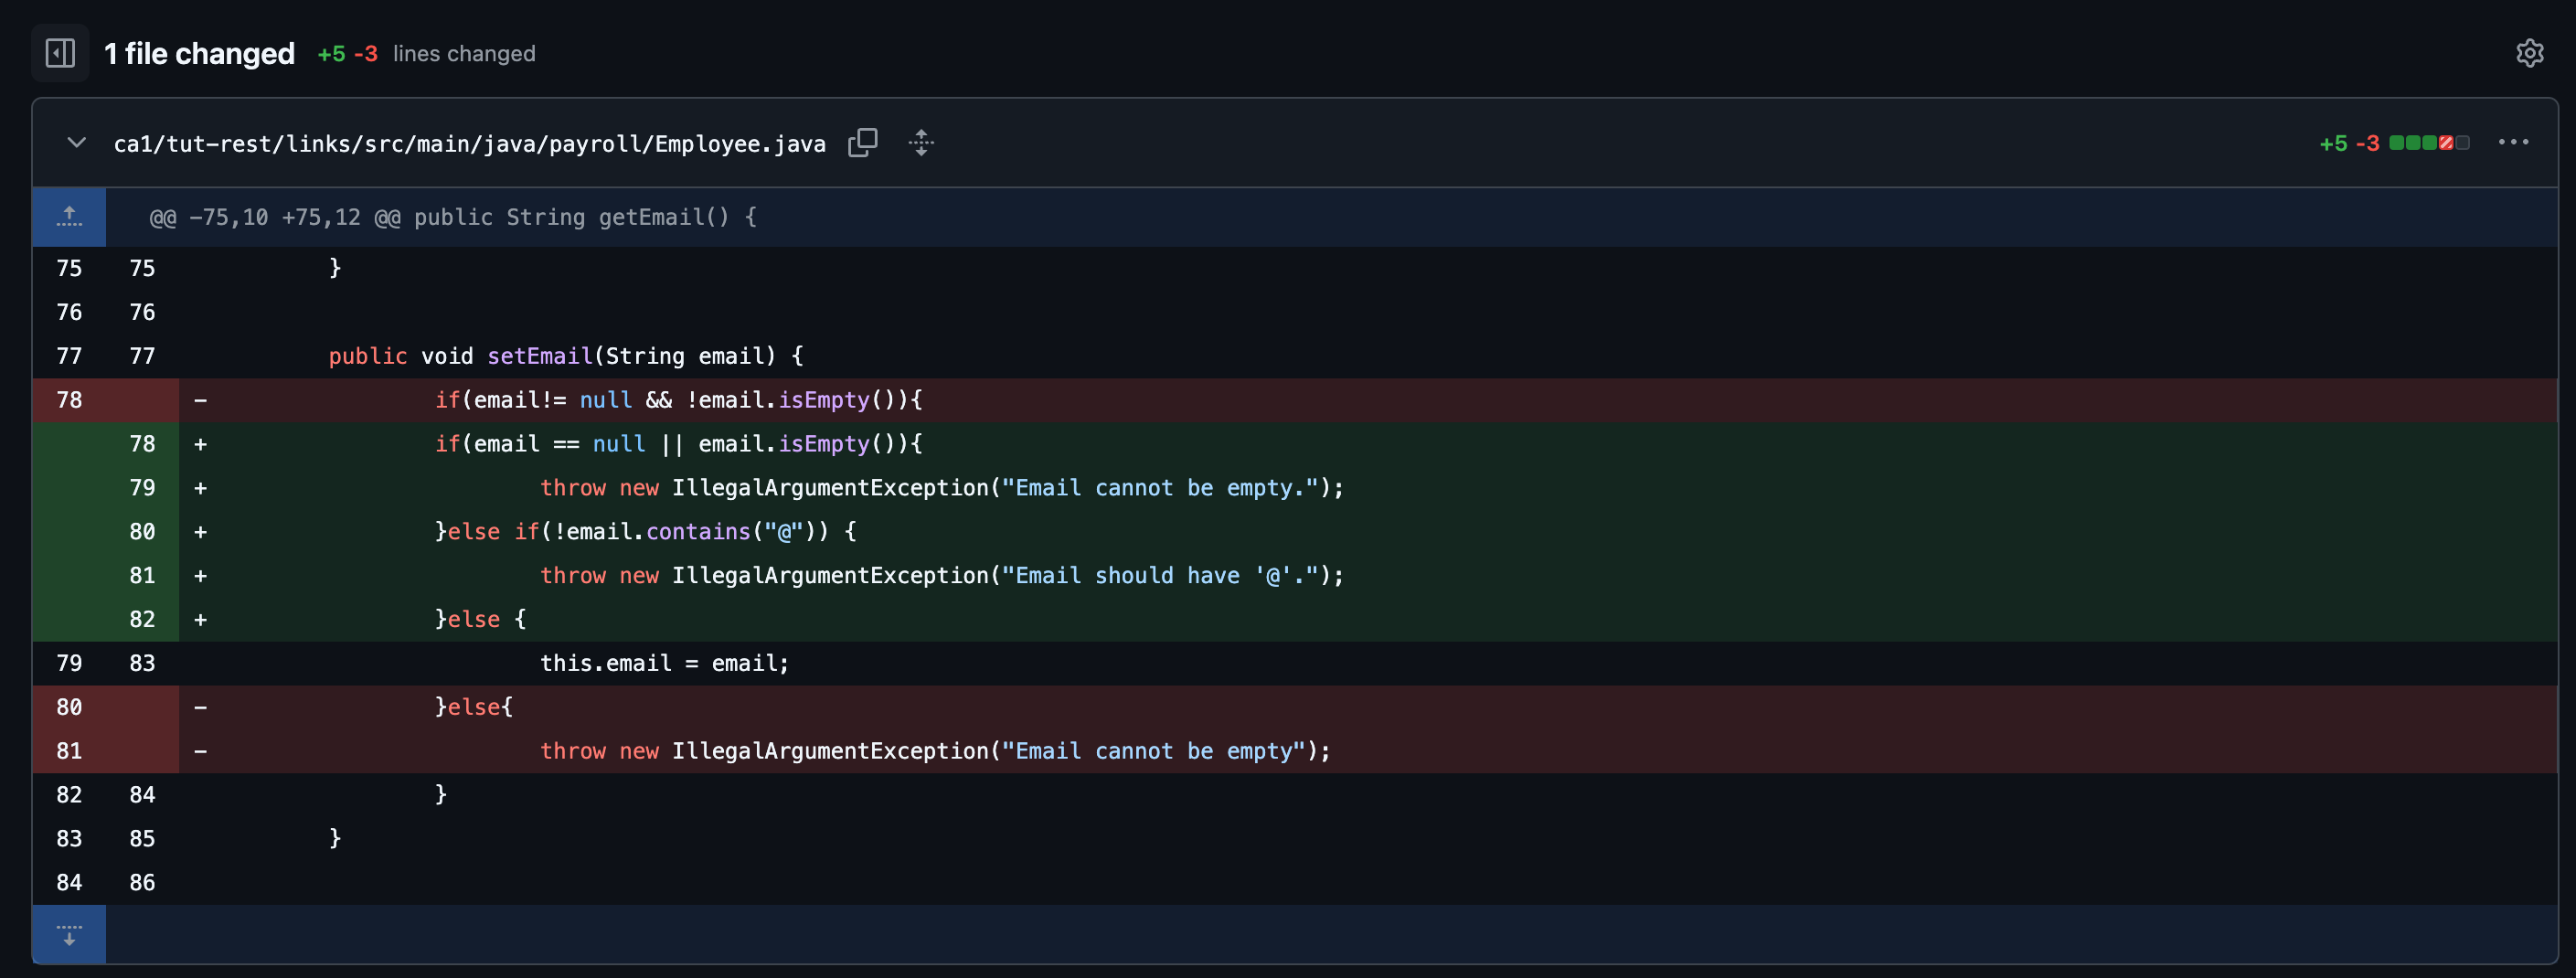 1 file changed +5 -3 lines changed
ca1/tut-rest/links/src/main/java/payroll/Employee.java +5 -3
@@ -75,10 +75,12 @@ public String getEmail() {
75 75 }
76 76
77 77 public void setEmail(String email) {
78 - if(email!= null && !email.isEmpty()){
78 + if(email == null || email.isEmpty()){
79 + throw new IllegalArgumentException("Email cannot be empty.");
80 + }else if(!email.contains("@")) {
81 + throw new IllegalArgumentException("Email should have '@'.");
82 + }else {
79 83 this.email = email;
80 - }else{
81 - throw new IllegalArgumentException("Email cannot be empty");
82 84 }
83 85 }
84 86